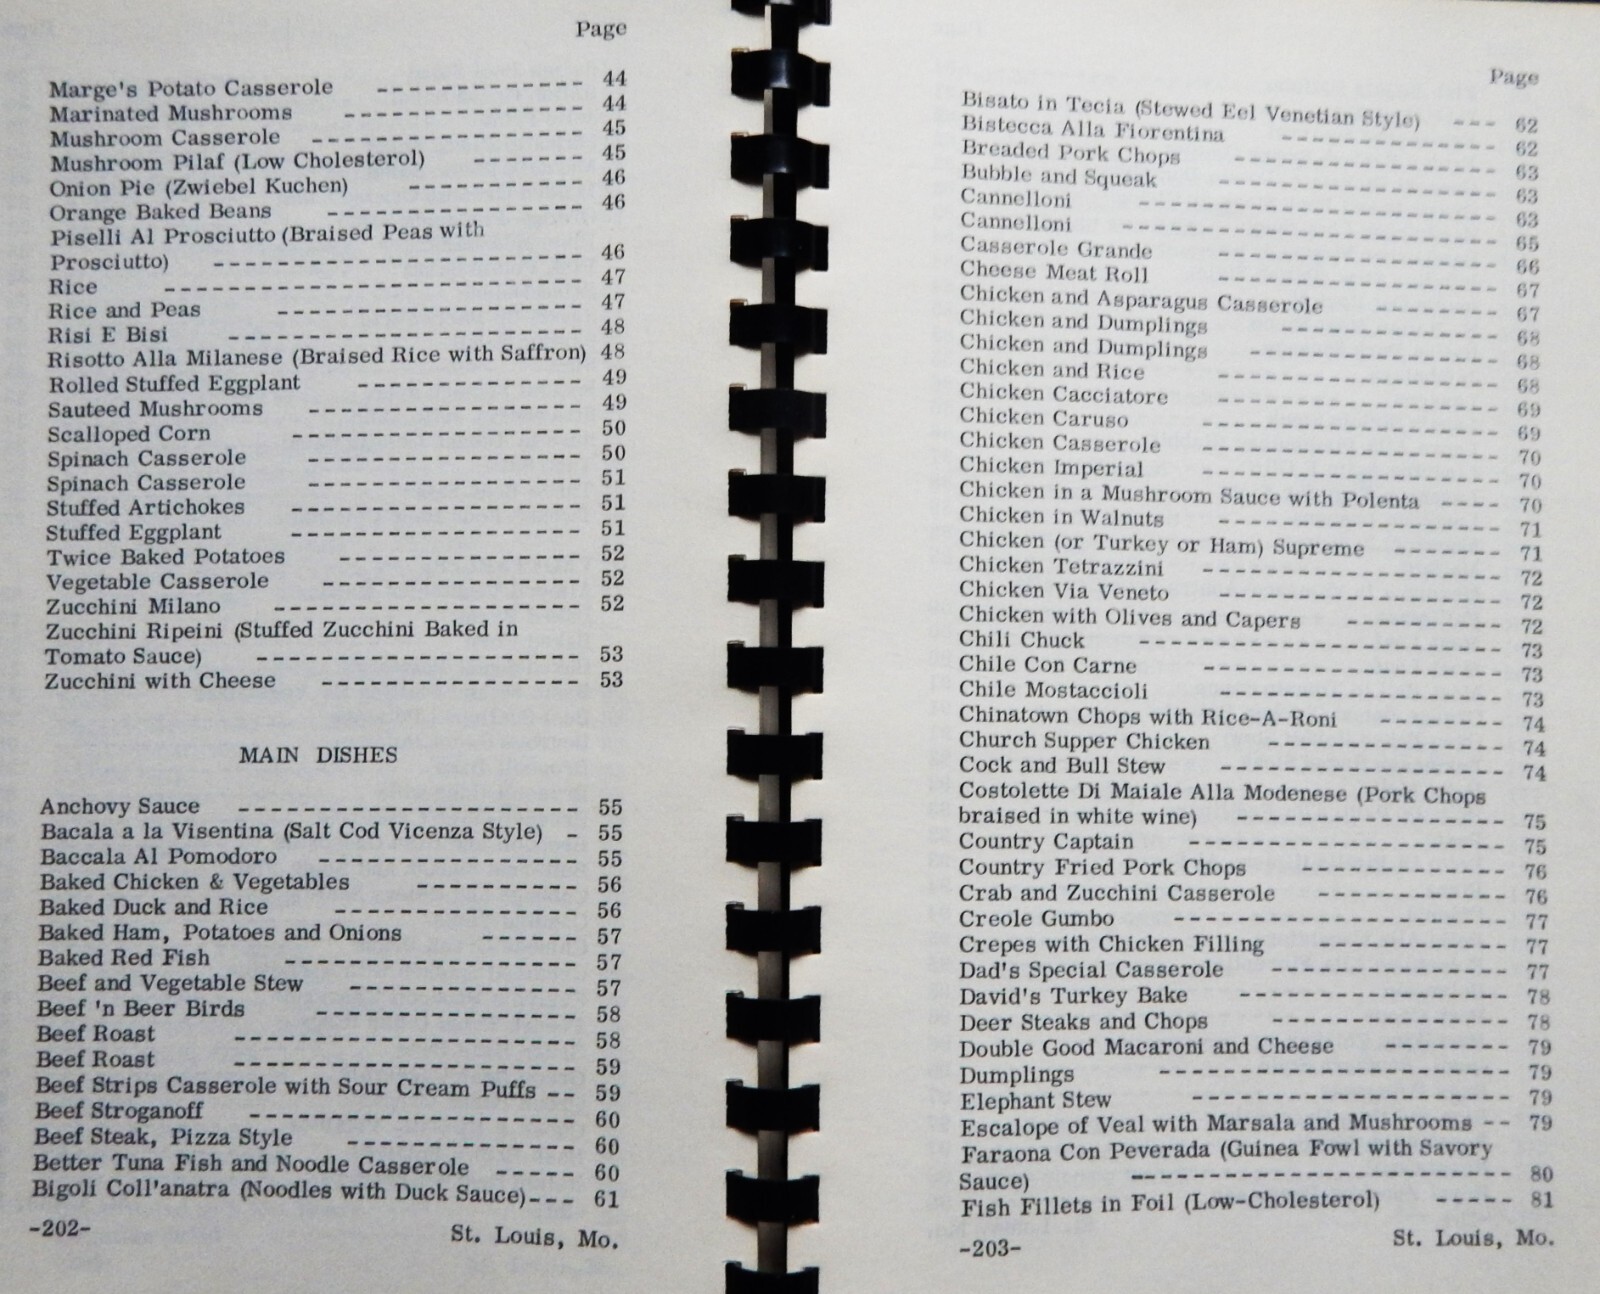 Page
Marge's Potato Casserole ------------- 44
Marinated Mushrooms --------------- 44
Mushroom Casserole ----------------- 45
Mushroom Pilaf (Low Cholesterol) ------- 45
Onion Pie (Zwiebel Kuchen) ----------- 46
Orange Baked Beans ---------------- 46
Piselli Al Prosciutto (Braised Peas with
Prosciutto) ----------------------- 46
Rice -------------------------- 47
Rice and Peas ------------------- 47
Risi E Bisi ---------------------- 48
Risotto Alla Milanese (Braised Rice with Saffron) 48
Rolled Stuffed Eggplant -------------- 49
Sauteed Mushrooms ----------------- 49
Scalloped Corn ------------------ 50
Spinach Casserole ----------------- 50
Spinach Casserole ----------------- 51
Stuffed Artichokes ------------------ 51
Stuffed Eggplant ------------------ 51
Twice Baked Potatoes --------------- 52
Vegetable Casserole ---------------- 52
Zucchini Milano ------------------- 52
Zucchini Ripeini (Stuffed Zucchini Baked in
Tomato Sauce) -------------------- 53
Zucchini with Cheese ---------------- 53
MAIN DISHES
Anchovy Sauce --------------------- 55
Bacala a la Visentina (Salt Cod Vicenza Style) - 55
Baccala Al Pomodoro ---------------- 55
Baked Chicken & Vegetables ---------- 56
Baked Duck and Rice --------------- 56
Baked Ham, Potatoes and Onions ------ 57
Baked Red Fish ------------------ 57
Beef and Vegetable Stew -------------- 57
Beef 'n Beer Birds ---------------- 58
Beef Roast --------------------- 58
Beef Roast --------------------- 59
Beef Strips Casserole with Sour Cream Puffs -- 59
Beef Stroganoff -------------------- 60
Beef Steak, Pizza Style -------------- 60
Better Tuna Fish and Noodle Casserole ----- 60
Bigoli Coll'anatra (Noodles with Duck Sauce)--- 61
-202-
St. Louis, Mo.
Page
Bisato in Tecia (Stewed Eel Venetian Style) --- 62
Bistecca Alla Fiorentina -------------- 62
Breaded Pork Chops ----------------- 63
Bubble and Squeak ------------------ 63
Cannelloni ----------------------- 63
Cannelloni ------------------------ 65
Casserole Grande ------------------ 66
Cheese Meat Roll ------------------ 67
Chicken and Asparagus Casserole -------- 67
Chicken and Dumplings -------------- 68
Chicken and Dumplings ---------------- 68
Chicken and Rice ------------------ 68
Chicken Cacciatore ------------------ 69
Chicken Caruso ------------------- 69
Chicken Casserole ------------------- 70
Chicken Imperial ------------------- 70
Chicken in a Mushroom Sauce with Polenta ---- 70
Chicken in Walnuts ------------------ 71
Chicken (or Turkey or Ham) Supreme ------- 71
Chicken Tetrazzini ------------------- 72
Chicken Via Veneto ------------------ 72
Chicken with Olives and Capers ---------- 72
Chili Chuck ----------------------- 73
Chile Con Carne ------------------- 73
Chile Mostaccioli ------------------ 73
Chinatown Chops with Rice-A-Roni -------- 74
Church Supper Chicken --------------- 74
Cock and Bull Stew ------------------ 74
Costolette Di Maiale Alla Modenese (Pork Chops
braised in white wine) ----------------- 75
Country Captain -------------------- 75
Country Fried Pork Chops ------------- 76
Crab and Zucchini Casserole ------------ 76
Creole Gumbo --------------------- 77
Crepes with Chicken Filling ------------ 77
Dad's Special Casserole --------------- 77
David's Turkey Bake ----------------- 78
Deer Steaks and Chops --------------- 78
Double Good Macaroni and Cheese -------- 79
Dumplings ---------------------- 79
Elephant Stew -------------------- 79
Escalope of Veal with Marsala and Mushrooms -- 79
Faraona Con Peverada (Guinea Fowl with Savory
Sauce) ------------------------ 80
Fish Fillets in Foil (Low-Cholesterol) ----- 81
-203-
St. Louis, Mo.